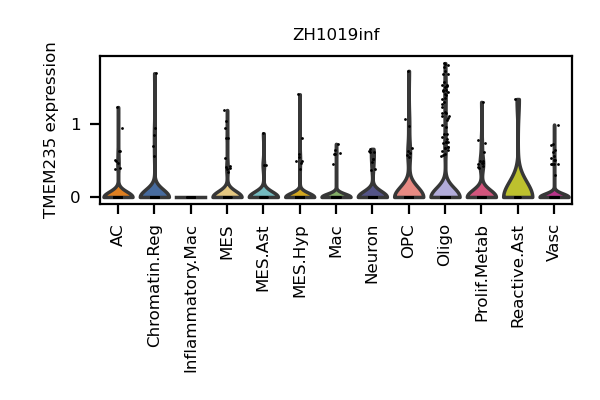 ZH1019inf
TMEM235 expression
1
0
AC
Chromatin.Reg
Inflammatory.Mac
MES
MES.Ast
MES.Hyp
Mac
Neuron
OPC
Oligo
Prolif.Metab
Reactive.Ast
Vasc